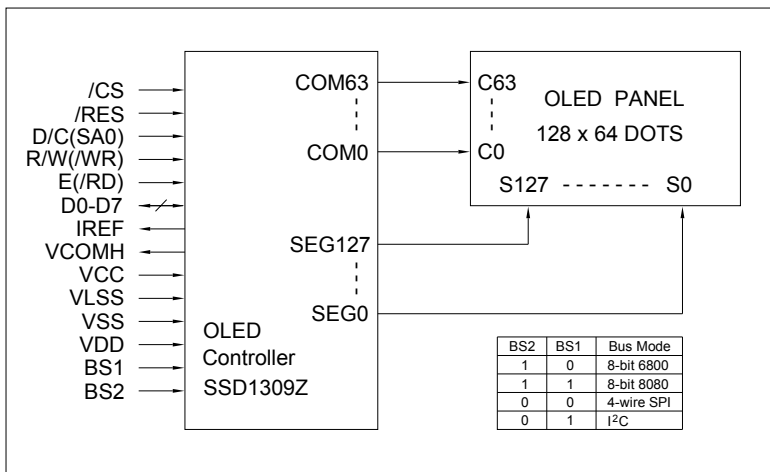 /CS
/RES
D/C(SA0)
R/W(/WR)
E(/RD)
D0-D7
IREF
VCOMH
VCC
VLSS
VSS
VDD
BS1
BS2
COM63
COM0
SEG127
SEG0
OLED
Controller
SSD1309Z
C63
C0
OLED PANEL
128 x 64 DOTS
S127 ------- S0
BS2 BS1 Bus Mode
1 0 8-bit 6800
1 1 8-bit 8080
0 0 4-wire SPI
0 1 I²C